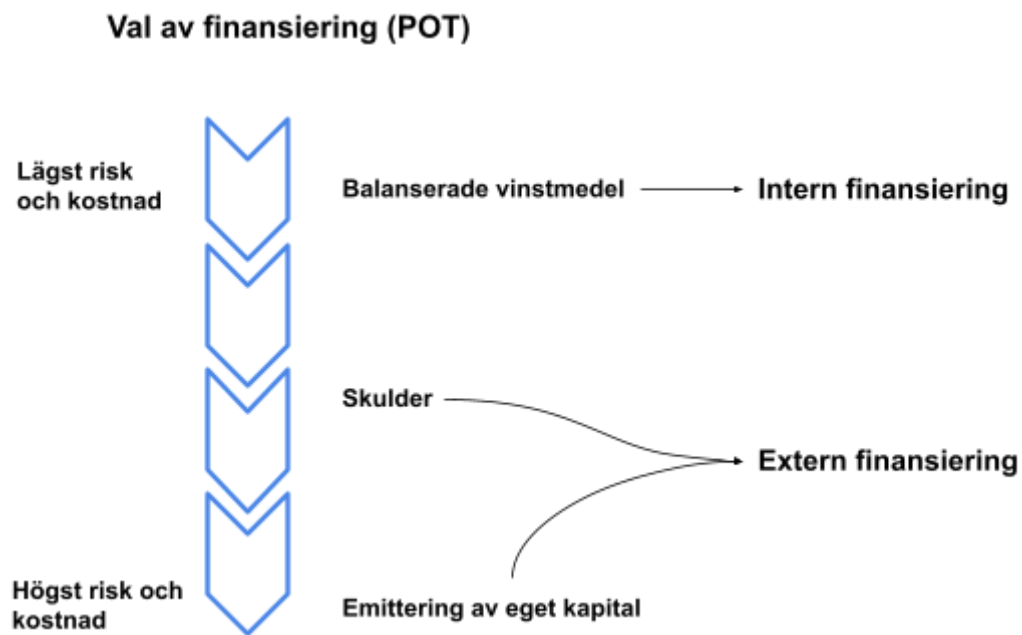 Val av finansiering (POT)
Lägst risk
och kostnad
Balanserade vinstmedel
Intern finansiering
Skulder
Extern finansiering
Högst risk och
kostnad
Emittering av eget kapital